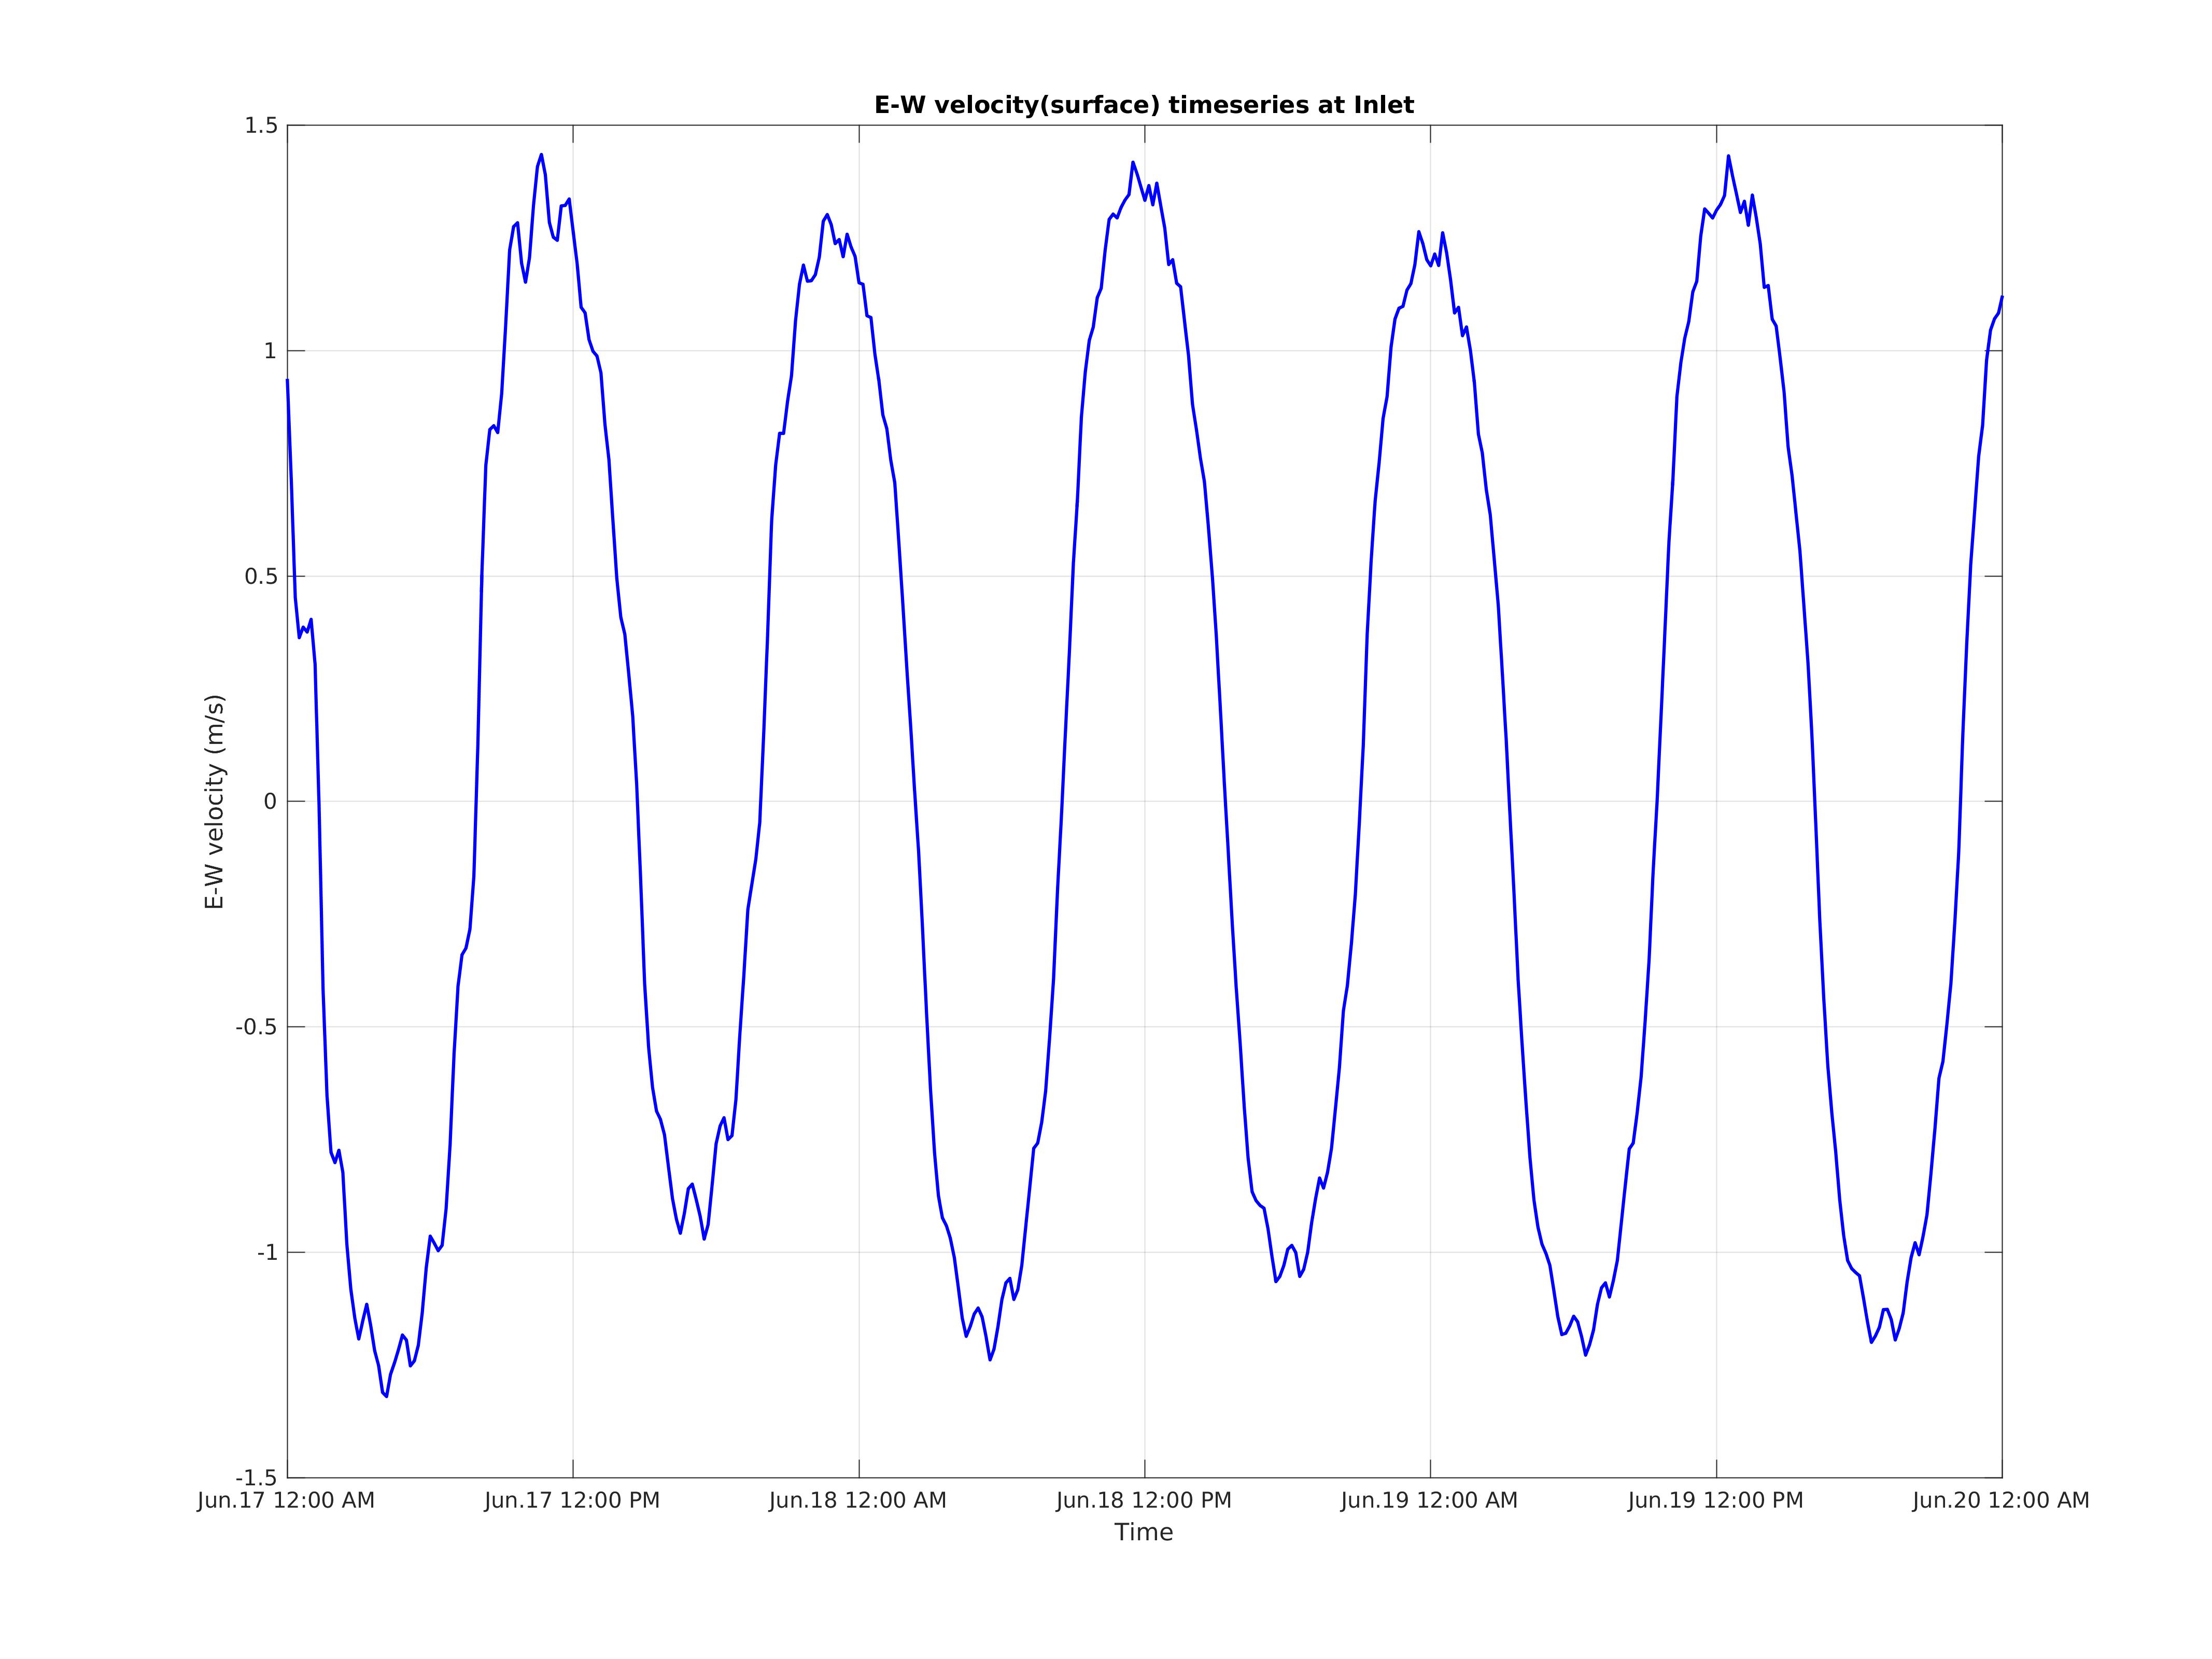 E-W velocity(surface) timeseries at Inlet
1.5
1
0.5
0
-0.5
-1
-1.5
E-W velocity (m/s)
Jun.17 12:00 AM Jun.17 12:00 PM Jun.18 12:00 AM Jun.18 12:00 PM Jun.19 12:00 AM Jun.19 12:00 PM Jun.20 12:00 AM
Time